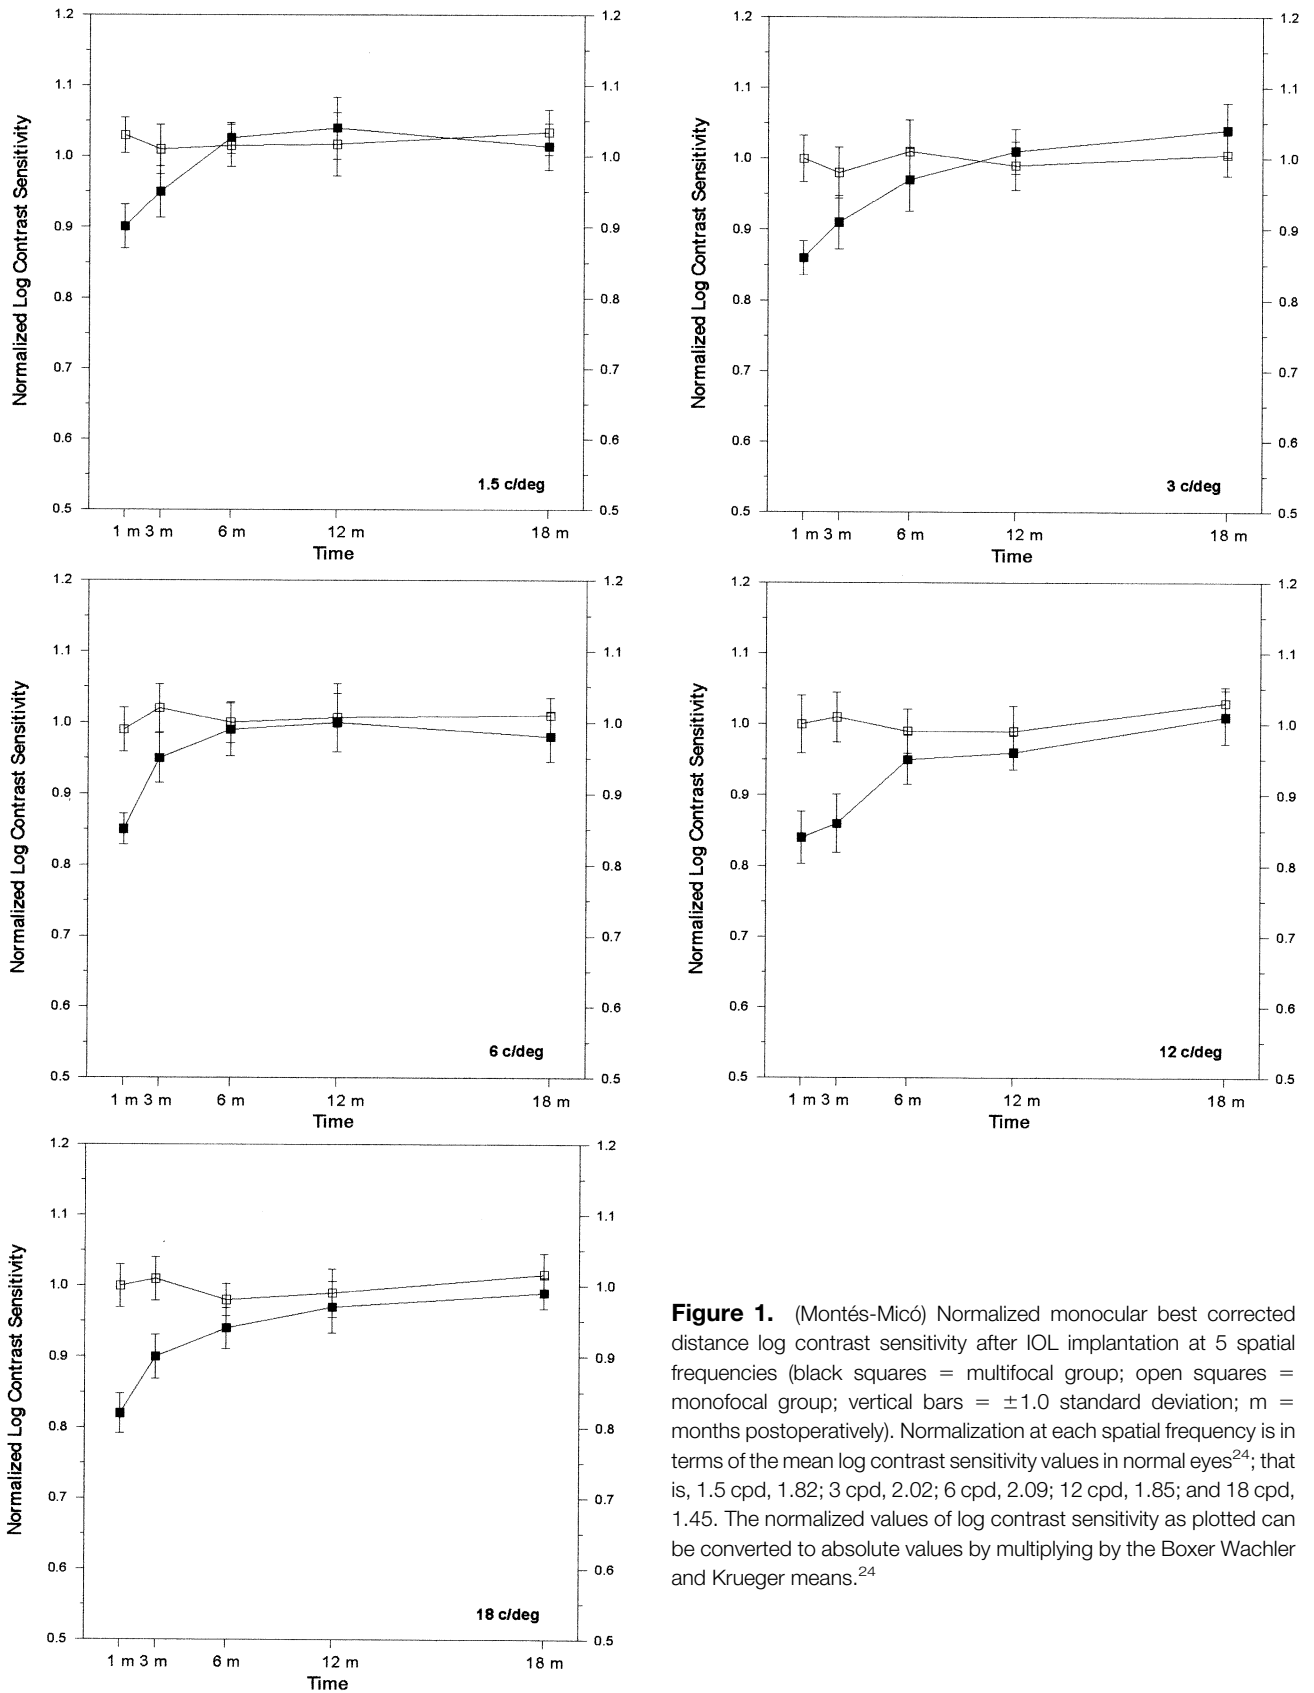 1.2
1.1
1.0
0.9
0.8
0.7
0.6
0.5
Normalized Log Contrast Sensitivity
1.2
1.1
1.0
0.9
0.8
0.7
0.6
0.5
1.5 c/deg
1 m 3 m 6 m 12 m 18 m
Time
1.2
1.1
1.0
0.9
0.8
0.7
0.6
0.5
Normalized Log Contrast Sensitivity
1.2
1.1
1.0
0.9
0.8
0.7
0.6
0.5
3 c/deg
1 m 3 m 6 m 12 m 18 m
Time
1.2
1.1
1.0
0.9
0.8
0.7
0.6
0.5
Normalized Log Contrast Sensitivity
1.2
1.1
1.0
0.9
0.8
0.7
0.6
0.5
6 c/deg
1 m 3 m 6 m 12 m 18 m
Time
1.2
1.1
1.0
0.9
0.8
0.7
0.6
0.5
Normalized Log Contrast Sensitivity
1.2
1.1
1.0
0.9
0.8
0.7
0.6
0.5
12 c/deg
1 m 3 m 6 m 12 m 18 m
Time
1.2
1.1
1.0
0.9
0.8
0.7
0.6
0.5
Normalized Log Contrast Sensitivity
1.2
1.1
1.0
0.9
0.8
0.7
0.6
0.5
18 c/deg
1 m 3 m 6 m 12 m 18 m
Time
Figure 1. (Montés-Micó) Normalized monocular best corrected
distance log contrast sensitivity after IOL implantation at 5 spatial
frequencies (black squares = multifocal group; open squares =
monofocal group; vertical bars = ±1.0 standard deviation; m =
months postoperatively). Normalization at each spatial frequency is in
terms of the mean log contrast sensitivity values in normal eyes24; that
is, 1.5 cpd, 1.82; 3 cpd, 2.02; 6 cpd, 2.09; 12 cpd, 1.85; and 18 cpd,
1.45. The normalized values of log contrast sensitivity as plotted can
be converted to absolute values by multiplying by the Boxer Wachler
and Krueger means.24